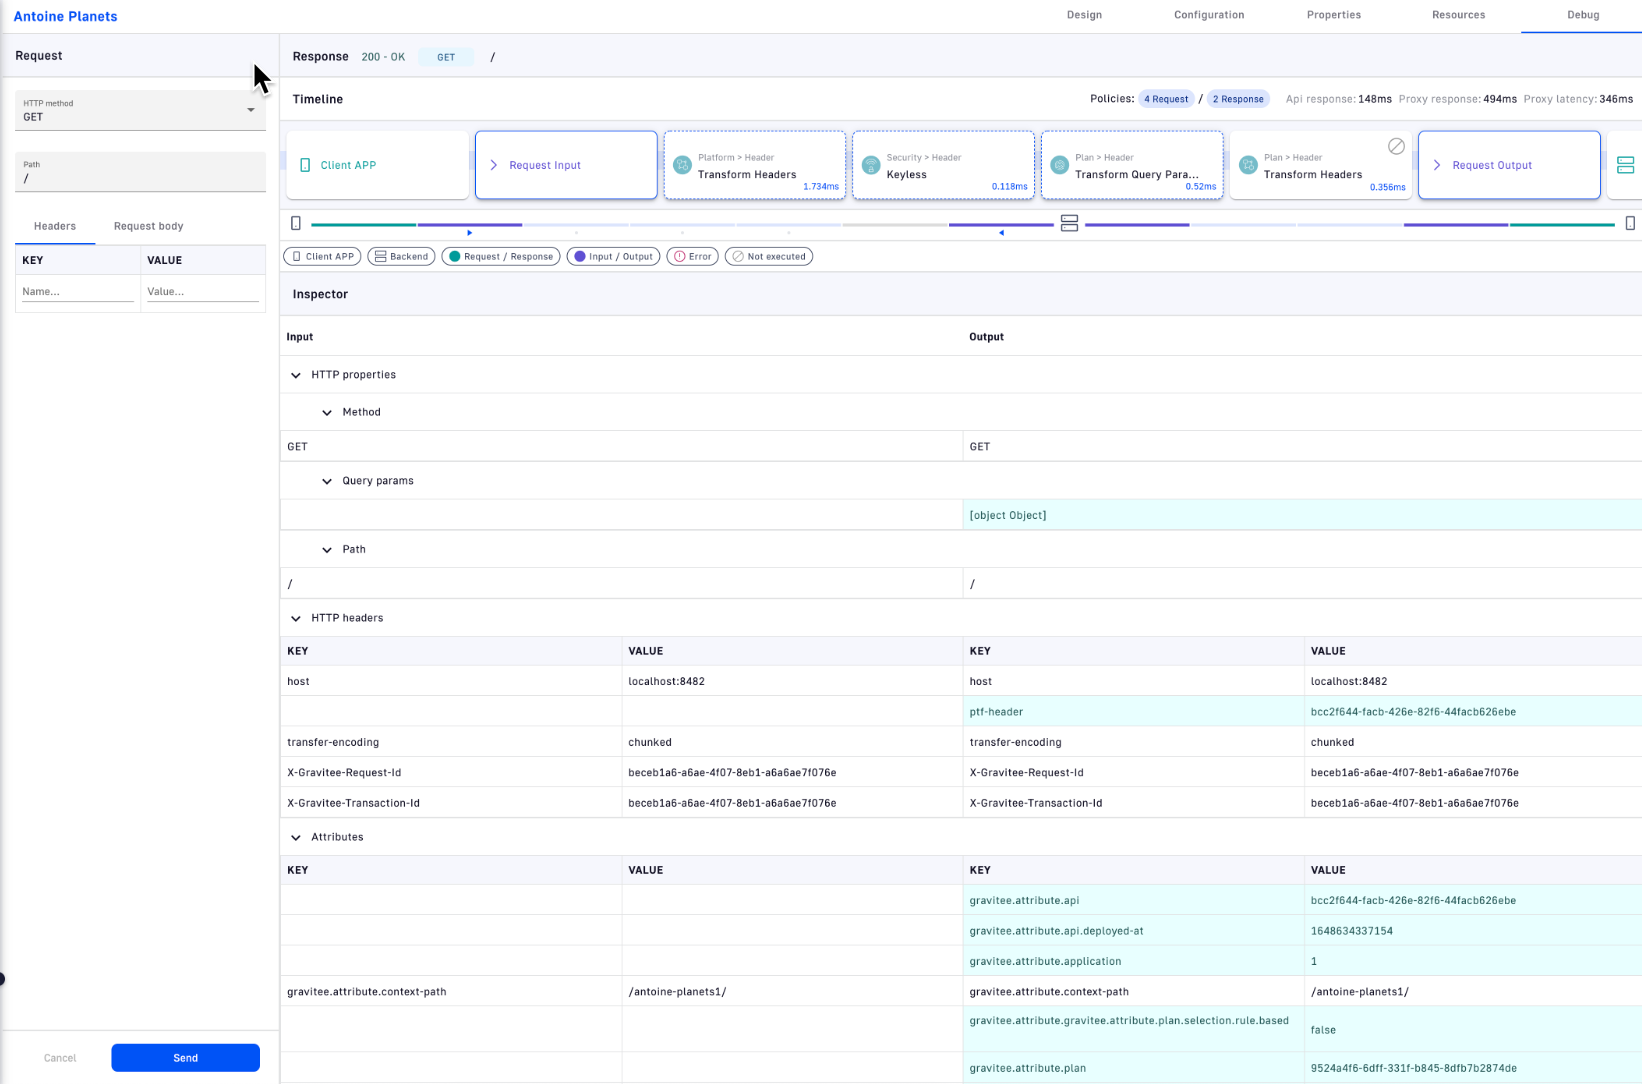 Antoine Planets
Design
Configuration
Properties
Resources
Debug
Request
Response 200 - OK GET /
HTTP method
GET
Path
/
Headers
Request body
KEY VALUE
Name... Value...
Cancel
Send
Timeline
Policies: 4 Request / 2 Response Api response: 148ms Proxy response: 494ms Proxy latency: 346ms
Client APP
Request Input
Platform > Header
Transform Headers
1.734ms
Security > Header
Keyless
0.118ms
Plan > Header
Transform Query Para...
0.52ms
Plan > Header
Transform Headers
0.356ms
Request Output
Client APP
Backend
Request / Response
Input / Output
Error
Not executed
Inspector
Input Output
HTTP properties
Method
GET GET
Query params
[object Object]
Path
/ /
HTTP headers
KEY VALUE KEY VALUE
host localhost:8482 host localhost:8482
ptf-header bcc2f644-facb-426e-82f6-44facb626ebe
transfer-encoding chunked transfer-encoding chunked
X-Gravitee-Request-Id beceb1a6-a6ae-4f07-8eb1-a6a6ae7f076e X-Gravitee-Request-Id beceb1a6-a6ae-4f07-8eb1-a6a6ae7f076e
X-Gravitee-Transaction-Id beceb1a6-a6ae-4f07-8eb1-a6a6ae7f076e X-Gravitee-Transaction-Id beceb1a6-a6ae-4f07-8eb1-a6a6ae7f076e
Attributes
KEY VALUE KEY VALUE
gravitee.attribute.api bcc2f644-facb-426e-82f6-44facb626ebe
gravitee.attribute.api.deployed-at 1648634337154
gravitee.attribute.application 1
gravitee.attribute.context-path /antoine-planets1/ gravitee.attribute.context-path /antoine-planets1/
gravitee.attribute.gravitee.attribute.plan.selection.rule.based false
gravitee.attribute.plan 9524a4f6-6dff-331f-b845-8dfb7b2874de